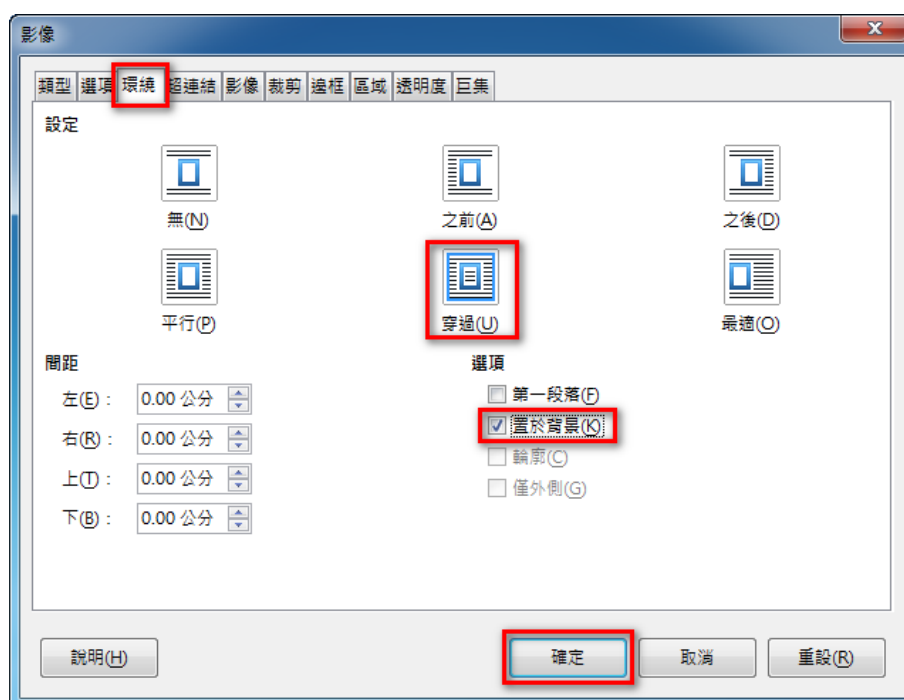 影像
類型 選項 環繞 超連結 影像 裁剪 邊框 區域 透明度 巨集
設定
無(N) 之前(A) 之後(D)
平行(P) 穿過(U) 最適(O)
間距 選項
左(E)： 0.00 公分 第一段落(F)
右(R)： 0.00 公分 置於背景(K)
上(T)： 0.00 公分 輪廓(C)
下(B)： 0.00 公分 僅外側(G)
說明(H) 確定 取消 重設(R)